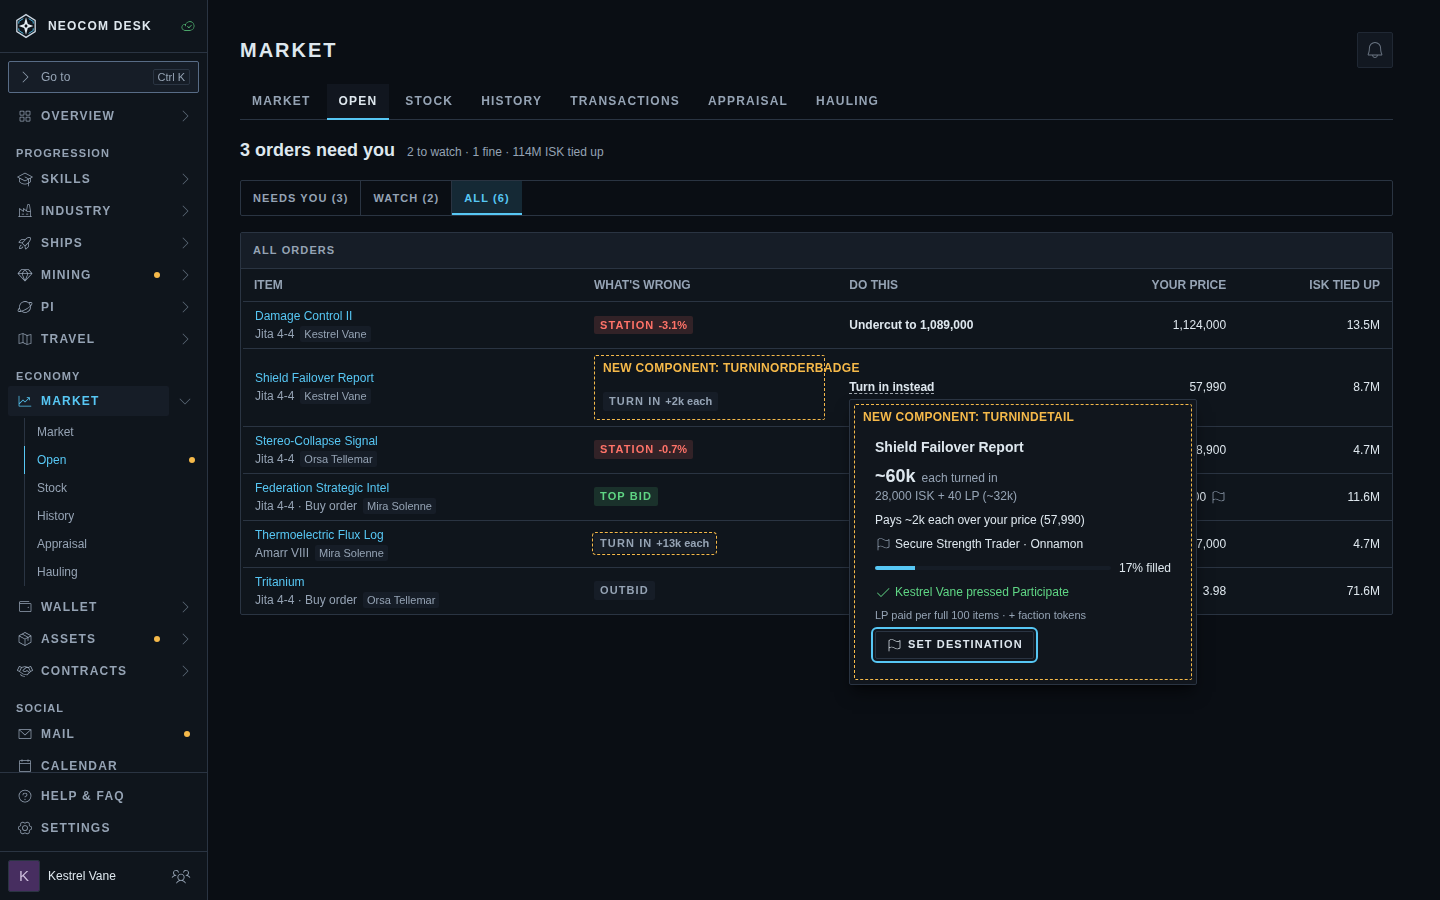 NEOCOM DESK
Go to
Ctrl K
OVERVIEW
PROGRESSION
SKILLS
INDUSTRY
SHIPS
MINING
PI
TRAVEL
ECONOMY
MARKET
Market
Open
Stock
History
Appraisal
Hauling
WALLET
ASSETS
CONTRACTS
SOCIAL
MAIL
CALENDAR
HELP & FAQ
SETTINGS
K
Kestrel Vane
MARKET
MARKET OPEN STOCK HISTORY TRANSACTIONS APPRAISAL HAULING
3 orders need you 2 to watch · 1 fine · 114M ISK tied up
NEEDS YOU (3) WATCH (2) ALL (6)
ALL ORDERS
ITEM WHAT'S WRONG DO THIS YOUR PRICE ISK TIED UP
Damage Control II
Jita 4-4 Kestrel Vane
STATION -3.1%
Undercut to 1,089,000
1,124,000
13.5M
Shield Failover Report
Jita 4-4 Kestrel Vane
NEW COMPONENT: TURNINORDERBADGE
TURN IN +2k each
Turn in instead
57,990
8.7M
Stereo-Collapse Signal
Jita 4-4 Orsa Tellemar
STATION -0.7%
8,900
4.7M
Federation Strategic Intel
Jita 4-4 · Buy order Mira Solenne
TOP BID
00
11.6M
Thermoelectric Flux Log
Amarr VIII Mira Solenne
TURN IN +13k each
7,000
4.7M
Tritanium
Jita 4-4 · Buy order Orsa Tellemar
OUTBID
3.98
71.6M
NEW COMPONENT: TURNINDETAIL
Shield Failover Report
~60k each turned in
28,000 ISK + 40 LP (~32k)
Pays ~2k each over your price (57,990)
Secure Strength Trader · Onnamon
17% filled
Kestrel Vane pressed Participate
LP paid per full 100 items · + faction tokens
SET DESTINATION